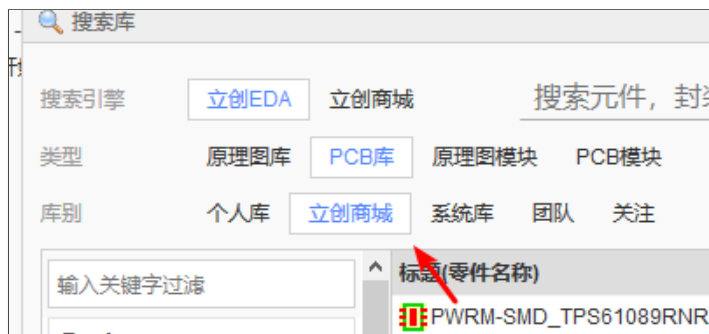 搜索库
搜索引擎 立创EDA 立创商城 搜索元件，封
类型 原理图库 PCB库 原理图模块 PCB模块
库别 个人库 立创商城 系统库 团队 关注
输入关键字过滤 标题(零件名称)
PWRM-SMD_TPS61089RNR